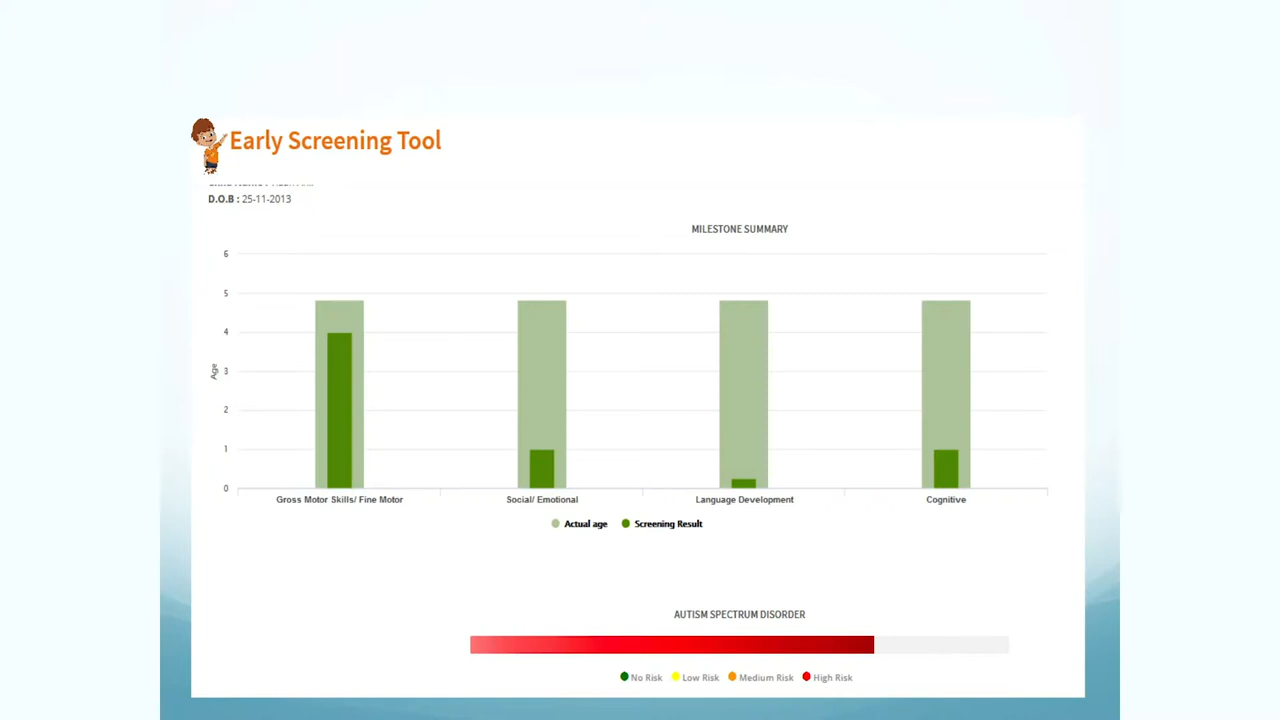 Early Screening Tool
D.O.B : 25-11-2013
MILESTONE SUMMARY
6
5
4
3
2
1
0
Age
Gross Motor Skills/ Fine Motor
Social/ Emotional
Language Development
Cognitive
Actual age
Screening Result
AUTISM SPECTRUM DISORDER
No Risk
Low Risk
Medium Risk
High Risk